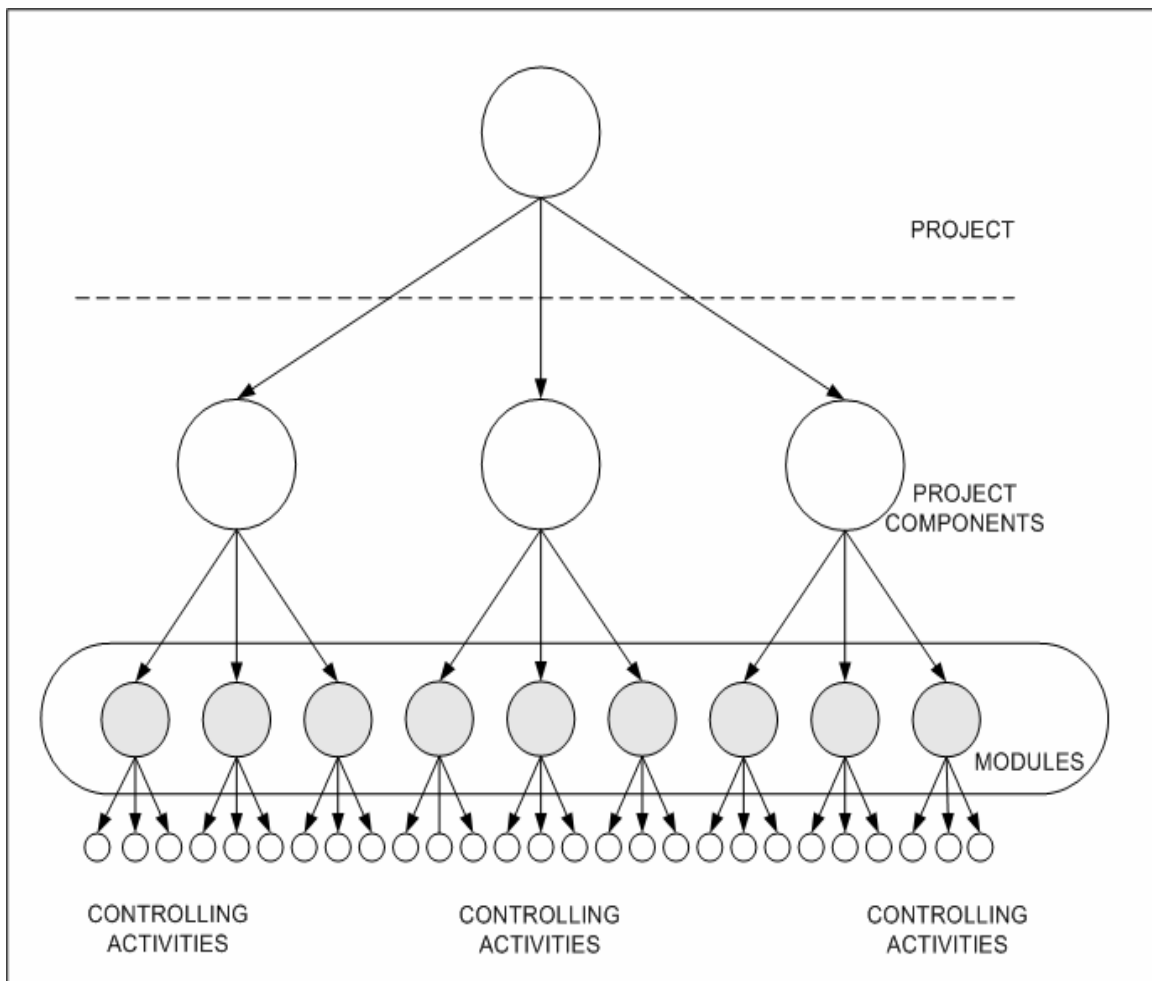 PROJECT
PROJECT
COMPONENTS
MODULES
CONTROLLING
ACTIVITIES
CONTROLLING
ACTIVITIES
CONTROLLING
ACTIVITIES